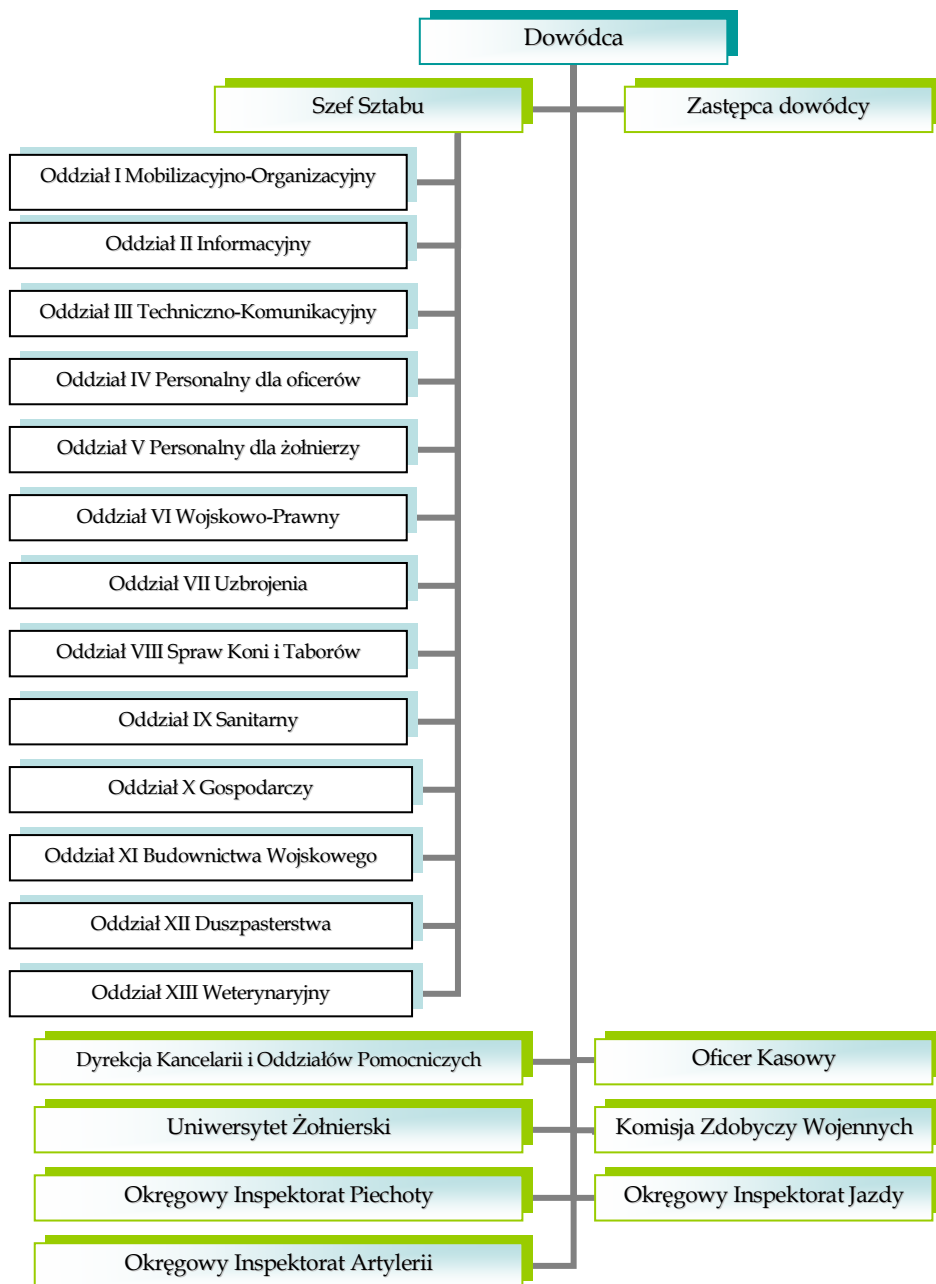 Dowódca
Szef Sztabu
Zastępca dowódcy
Oddział I Mobilizacyjno-Organizacyjny
Oddział II Informacyjny
Oddział III Techniczno-Komunikacyjny
Oddział IV Personalny dla oficerów
Oddział V Personalny dla żołnierzy
Oddział VI Wojskowo-Prawny
Oddział VII Uzbrojenia
Oddział VIII Spraw Koni i Taborów
Oddział IX Sanitarny
Oddział X Gospodarczy
Oddział XI Budownictwa Wojskowego
Oddział XII Duszpasterstwa
Oddział XIII Weterynaryjny
Dyrekcja Kancelarii i Oddziałów Pomocniczych
Oficer Kasowy
Uniwersytet Żołnierski
Komisja Zdobyczy Wojennych
Okręgowy Inspektorat Piechoty
Okręgowy Inspektorat Jazdy
Okręgowy Inspektorat Artylerii